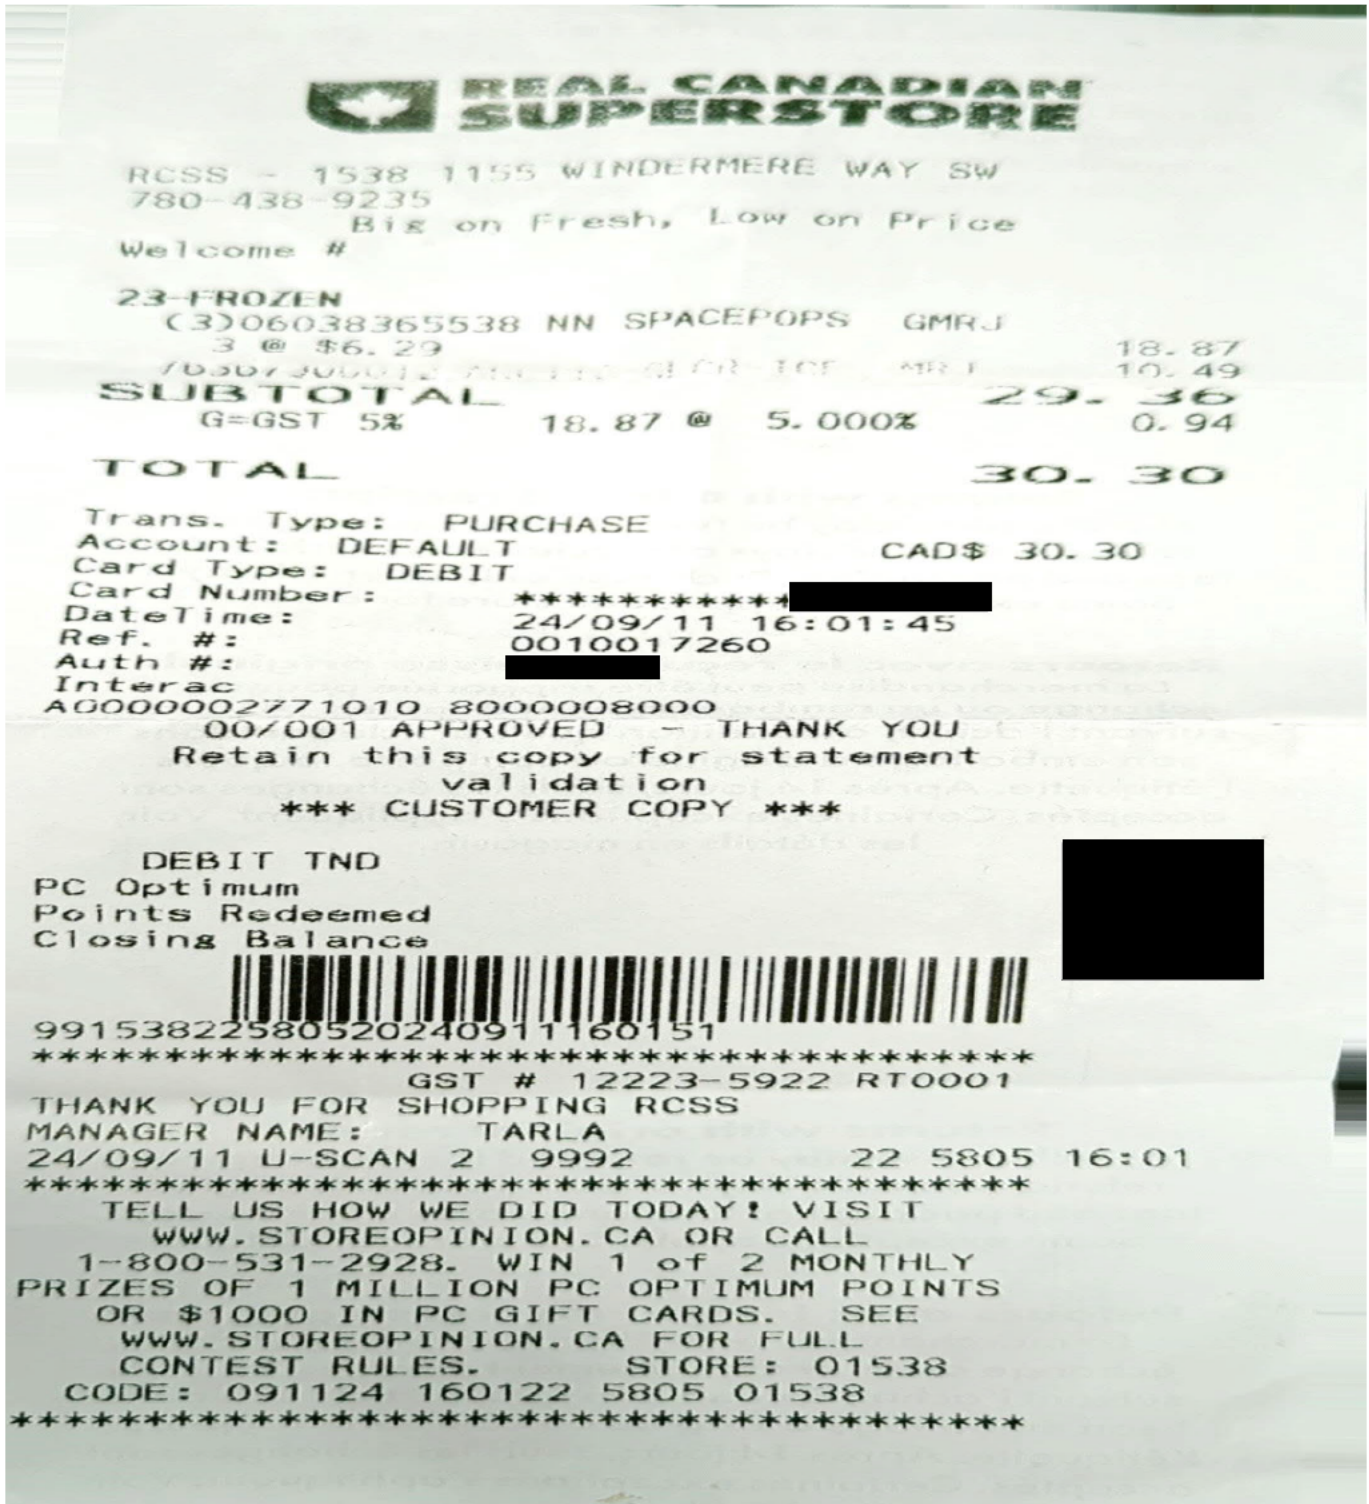 REAL CANADIAN
SUPERSTORE
RCSS - 1538 1155 WINDERMERE WAY SW
780-438-9235
Big on Fresh, Low on Price
Welcome #
23-FROZEN
(3)06038365538 NN SPACEPOPS GMRJ
3 @ $6.29 18.87
ICE MRJ 10.49
SUBTOTAL 29.36
G=GST 5% 18.87 @ 5.000% 0.94
TOTAL 30.30
Trans. Type: PURCHASE
Account: DEFAULT CAD$ 30.30
Card Type: DEBIT
Card Number: ***********
DateTime: 24/09/11 16:01:45
Ref. #: 0010017260
Auth #:
Interac
A0000002771010 8000008000
00/001 APPROVED - THANK YOU
Retain this copy for statement
validation
*** CUSTOMER COPY ***
DEBIT TND
PC Optimum
Points Redeemed
Closing Balance
99153822580520240911160151
**************************************
GST # 12223-5922 RT0001
THANK YOU FOR SHOPPING RCSS
MANAGER NAME: TARLA
24/09/11 U-SCAN 2 9992 22 5805 16:01
**************************************
TELL US HOW WE DID TODAY! VISIT
WWW.STOREOPINION.CA OR CALL
1-800-531-2928. WIN 1 of 2 MONTHLY
PRIZES OF 1 MILLION PC OPTIMUM POINTS
OR $1000 IN PC GIFT CARDS. SEE
WWW.STOREOPINION.CA FOR FULL
CONTEST RULES. STORE: 01538
CODE: 091124 160122 5805 01538
**************************************